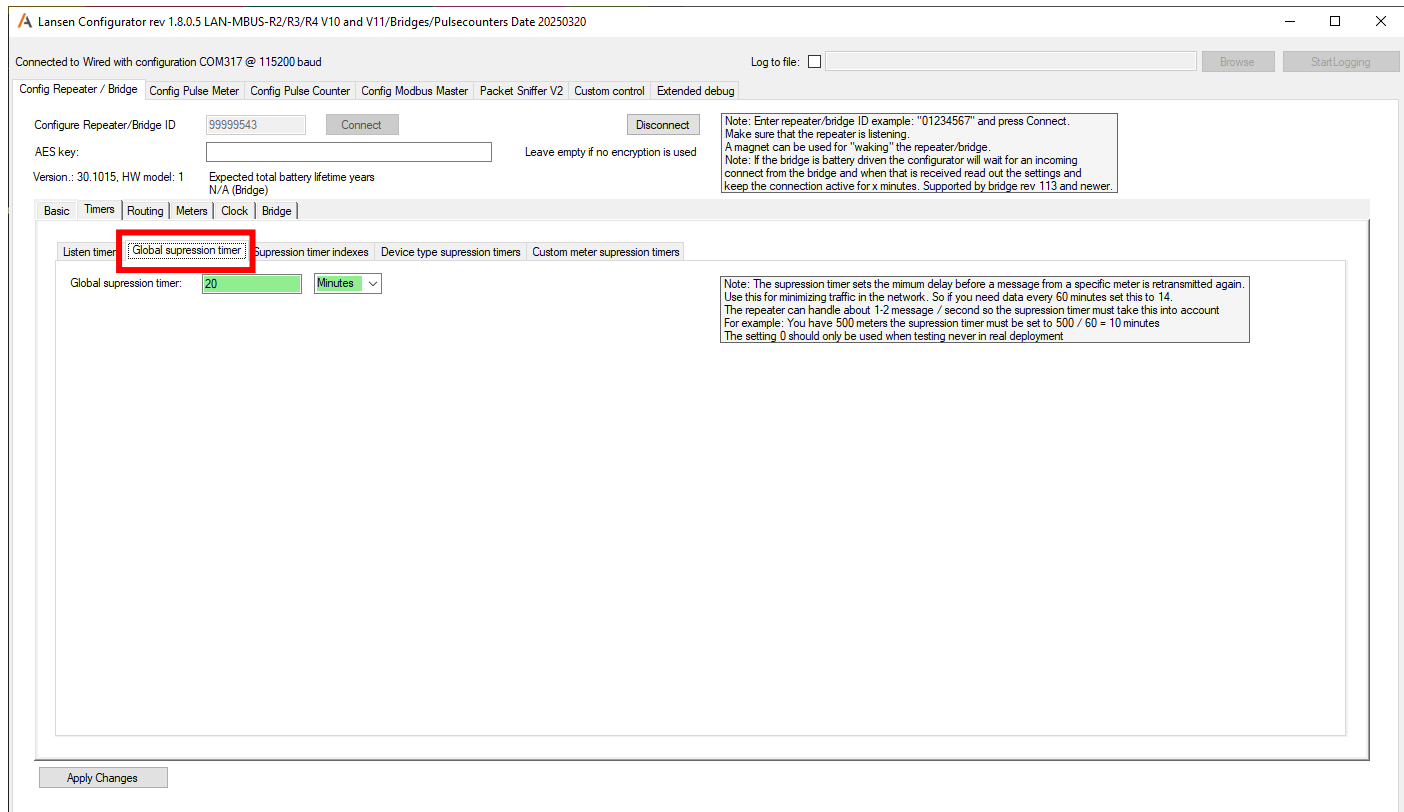 Lansen Configurator rev 1.8.0.5 LAN-MBUS-R2/R3/R4 V10 and V11/Bridges/Pulsecounters Date 20250320
Connected to Wired with configuration COM317 @ 115200 baud
Log to file:
Browse
StartLogging
Config Repeater / Bridge
Config Pulse Meter
Config Pulse Counter
Config Modbus Master
Packet Sniffer V2
Custom control
Extended debug
Configure Repeater/Bridge ID
99999543
Connect
Disconnect
AES key:
Leave empty if no encryption is used
Version.: 30.1015, HW model: 1
Expected total battery lifetime years
N/A (Bridge)
Note: Enter repeater/bridge ID example: "01234567" and press Connect.
Make sure that the repeater is listening.
A magnet can be used for "waking" the repeater/bridge.
Note: If the bridge is battery driven the configurator will wait for an incoming
connect from the bridge and when that is received read out the settings and
keep the connection active for x minutes. Supported by bridge rev 113 and newer.
Basic
Timers
Routing
Meters
Clock
Bridge
Listen timer
Global supression timer
Supression timer indexes
Device type supression timers
Custom meter supression timers
Global supression timer:
20
Minutes
Note: The supression timer sets the mimum delay before a message from a specific meter is retransmitted again.
Use this for minimizing traffic in the network. So if you need data every 60 minutes set this to 14.
The repeater can handle about 1-2 message / second so the supression timer must take this into account
For example: You have 500 meters the supression timer must be set to 500 / 60 = 10 minutes
The setting 0 should only be used when testing never in real deployment
Apply Changes